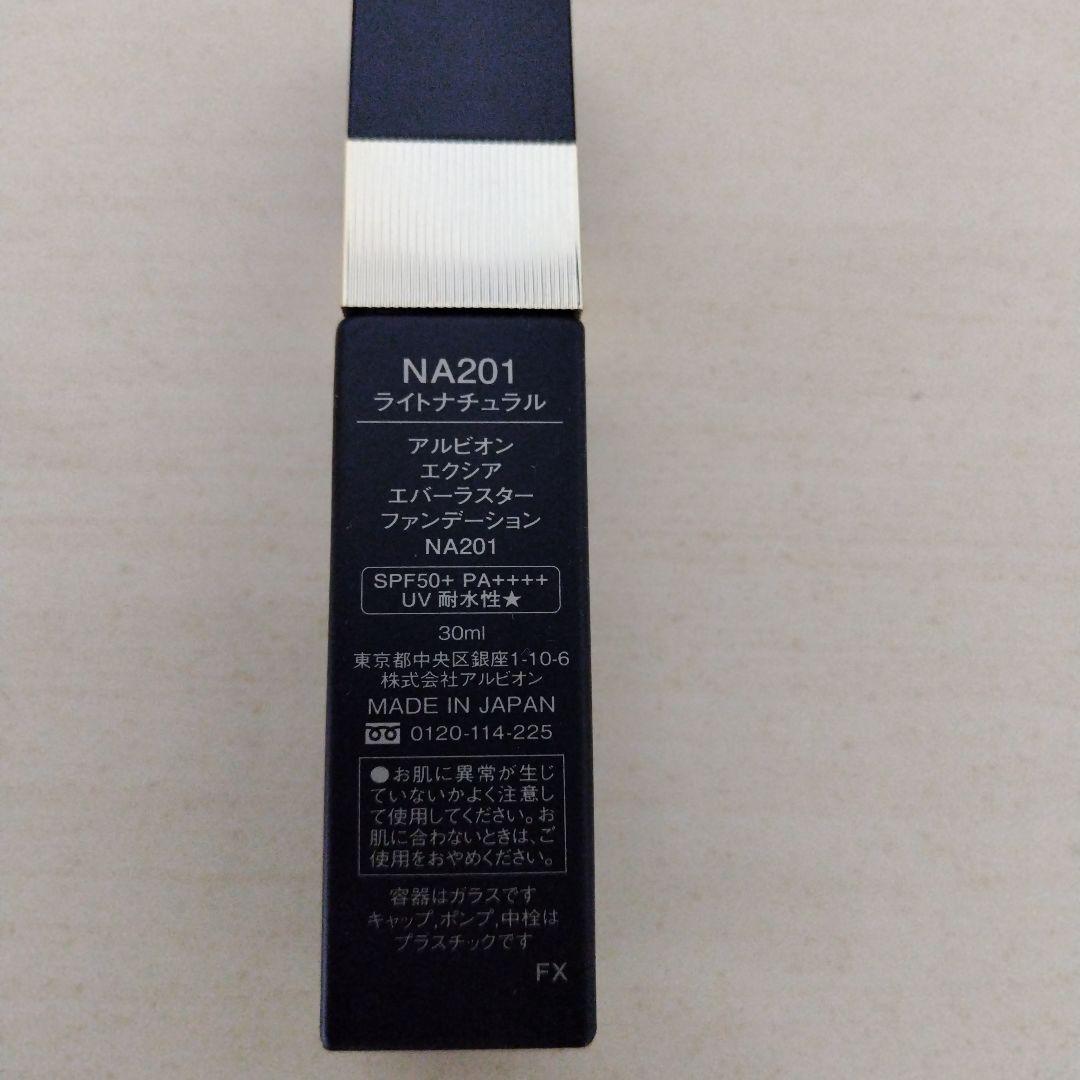 NA201
ライトナチュラル
アルビオン
エクシア
エバーラスター
ファンデーション
NA201
SPF50+ PA++++
UV 耐水性★
30ml
東京都中央区銀座1-10-6
株式会社アルビオン
MADE IN JAPAN
0120-114-225
●お肌に異常が生じ
ていないかよく注意し
て使用してください。お
肌に合わないときは、ご
使用をおやめください。
容器はガラスです
キャップ,ポンプ,中栓は
プラスチックです
FX